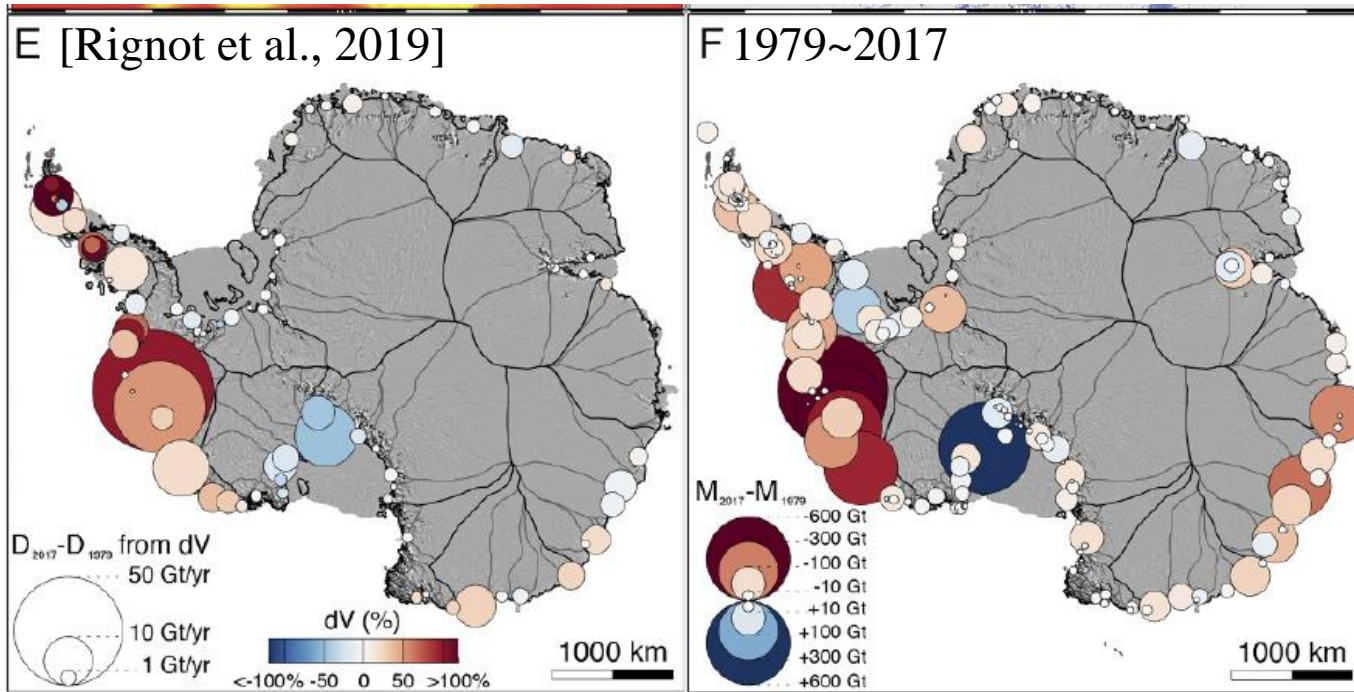 E [Rignot et al., 2019]
D2017-D1979 from dV
50 Gt/yr
10 Gt/yr
1 Gt/yr
dV (%)
<-100% -50 0 50 >100%
1000 km
F 1979~2017
M2017-M1979
-600 Gt
-300 Gt
-100 Gt
-10 Gt
+10 Gt
+100 Gt
+300 Gt
+600 Gt
1000 km